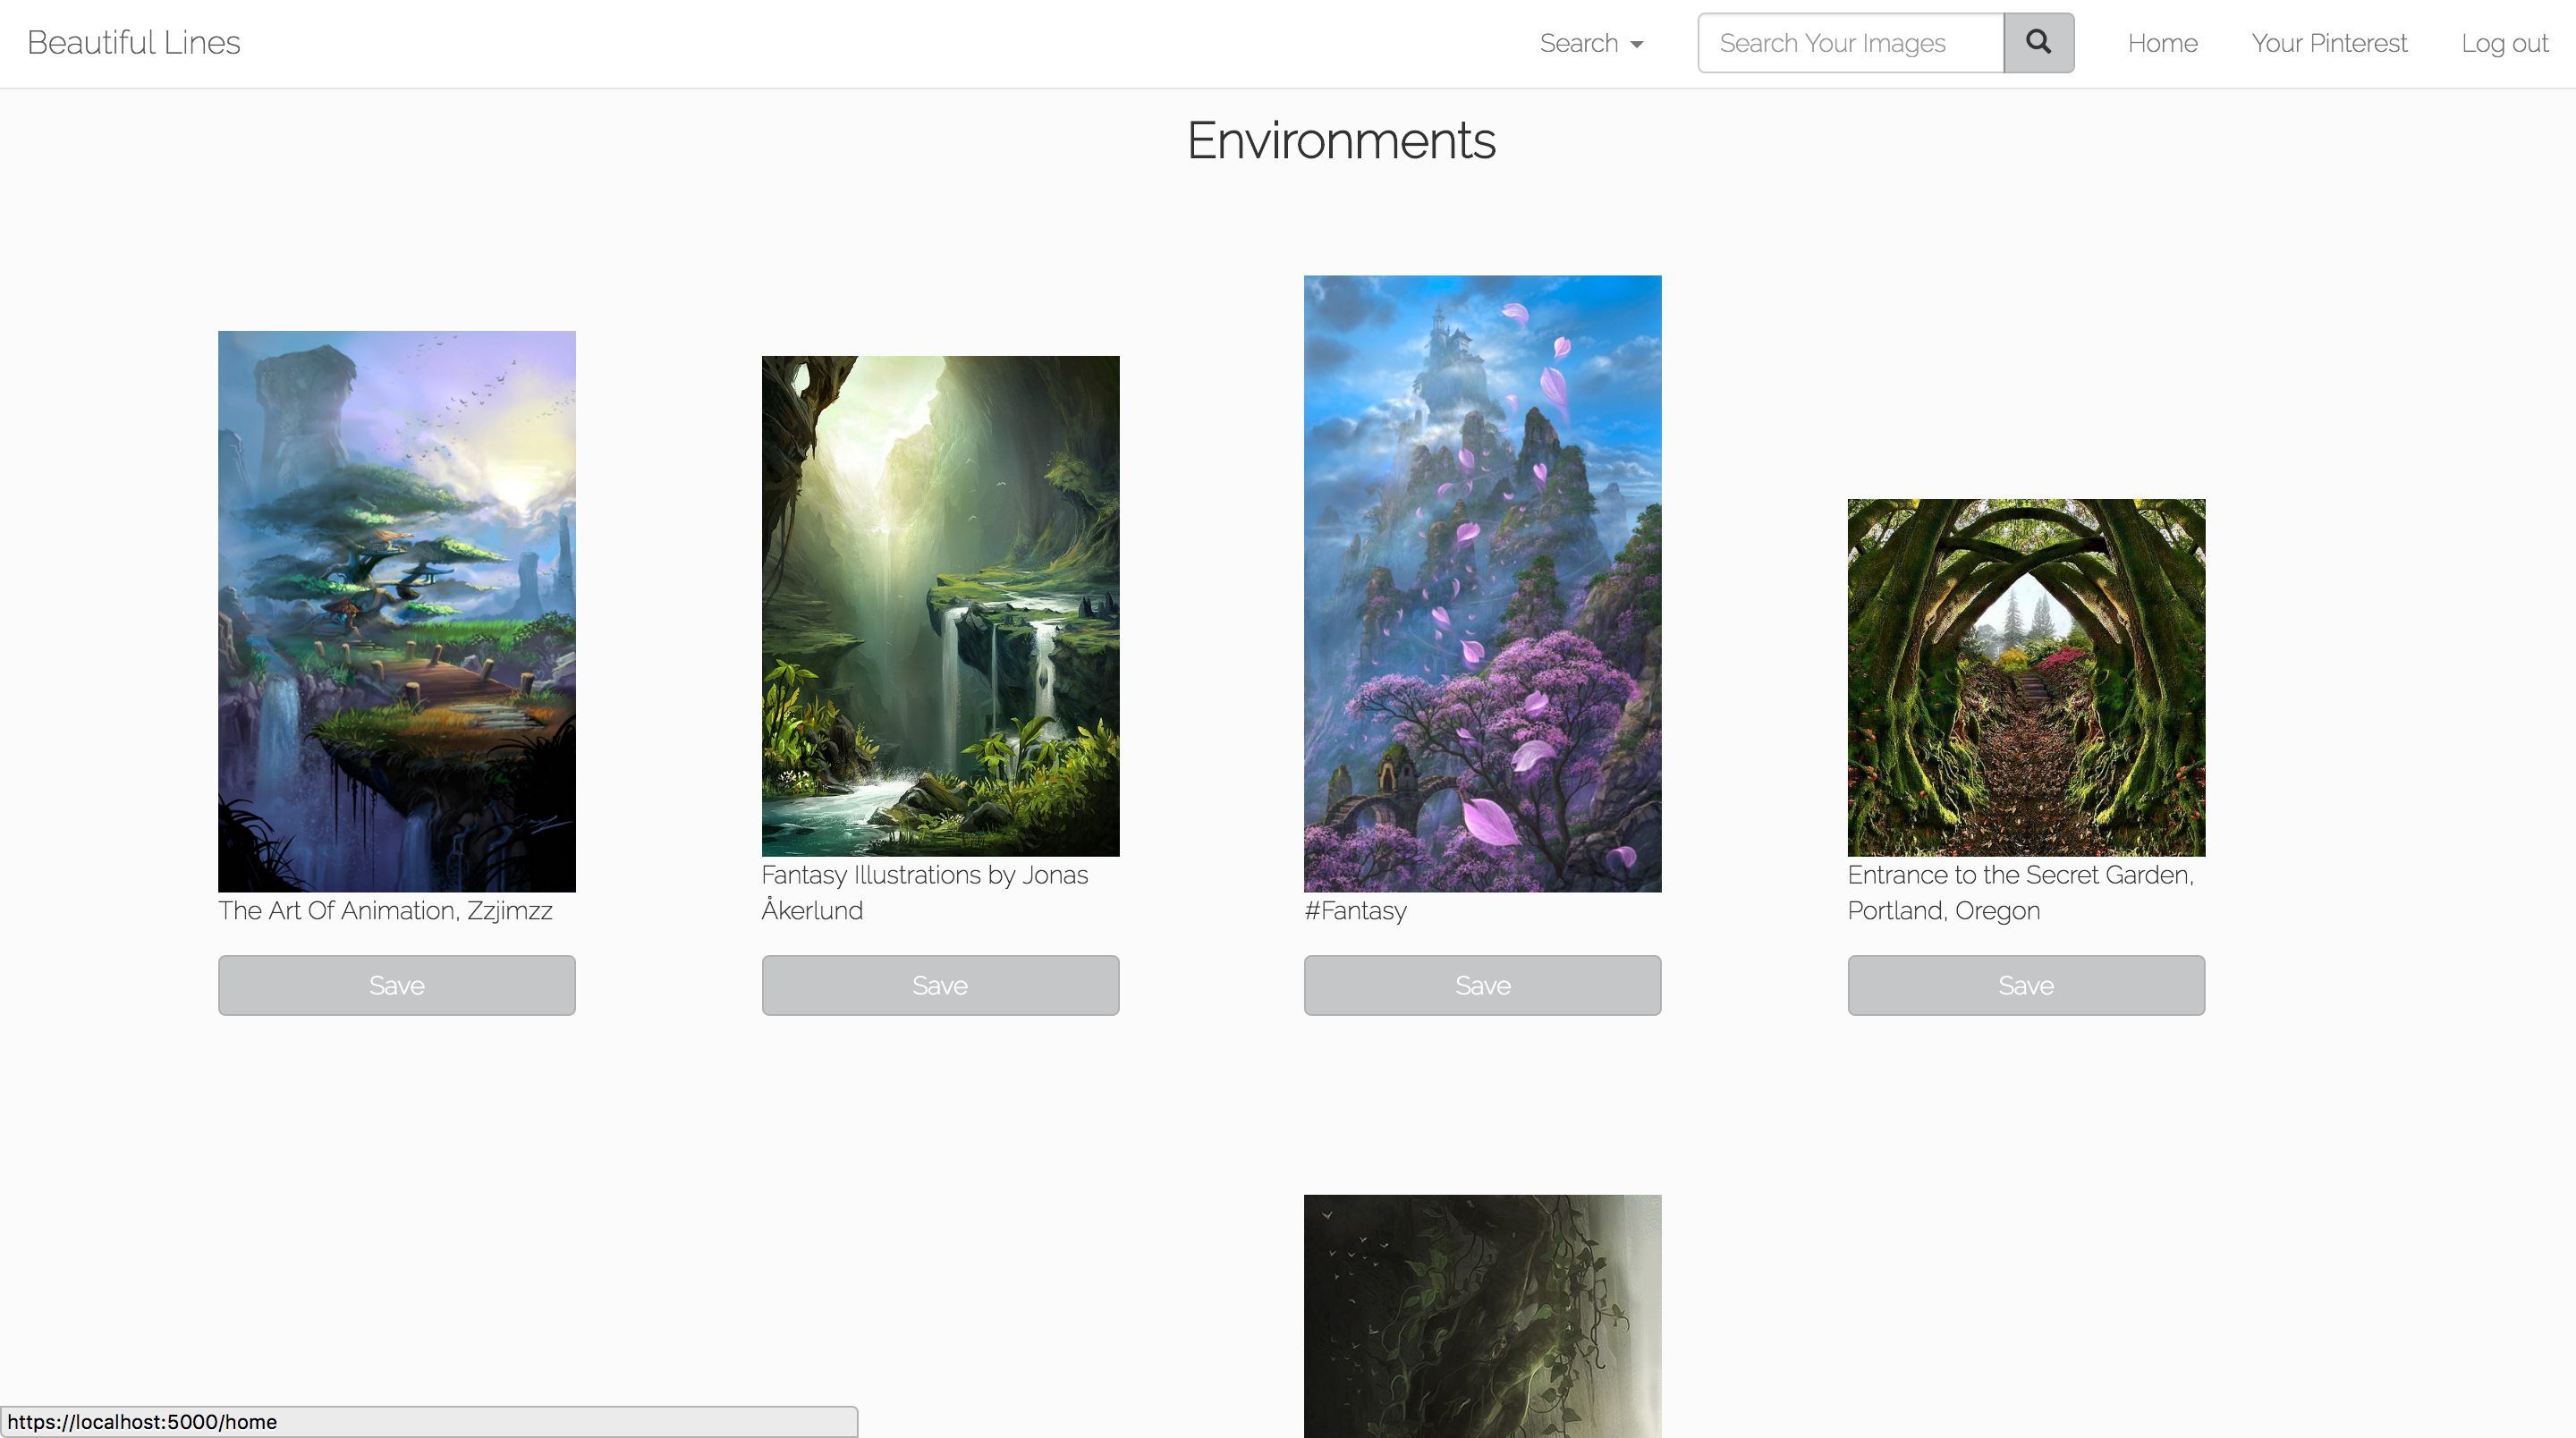 Beautiful Lines
Search
Search Your Images
Home
Your Pinterest
Log out
Environments
The Art Of Animation, Zzjimzz
Fantasy Illustrations by Jonas
Åkerlund
#Fantasy
Entrance to the Secret Garden,
Portland, Oregon
Save
Save
Save
Save
https://localhost:5000/home